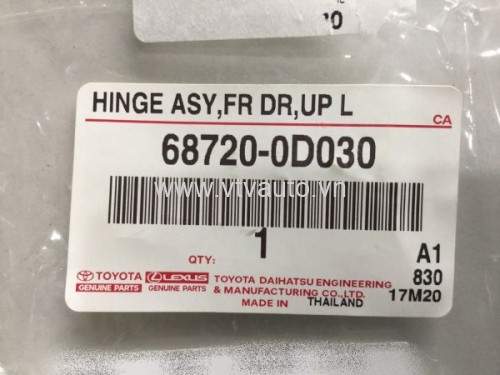 HINGE ASY,FR DR,UP L
CA
68720-0D030
www.vtvauto.vn
QTY: 1
A1
TOYOTA LEXUS TOYOTA DAIHATSU ENGINEERING 830
GENUINE PARTS GENUINE PARTS & MANUFACTURING CO.,LTD. 17M20
MADE IN THAILAND